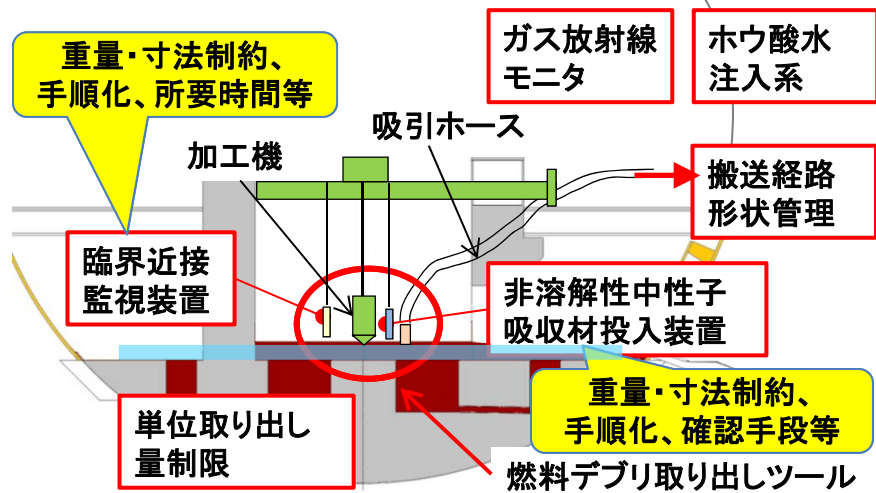 重量・寸法制約、
手順化、所要時間等
ガス放射線
モニタ
ホウ酸水
注入系
吸引ホース
加工機
搬送経路
形状管理
臨界近接
監視装置
非溶解性中性子
吸収材投入装置
重量・寸法制約、
手順化、確認手段等
単位取り出し
量制限
燃料デブリ取り出しツール